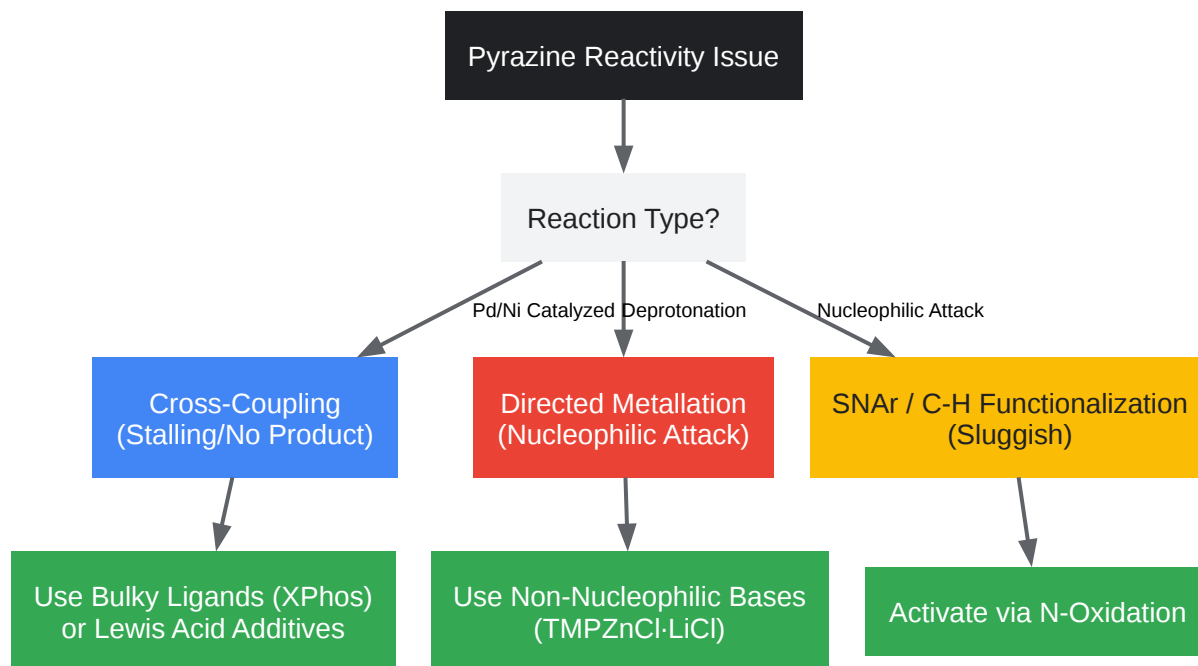 Pyrazine Reactivity Issue
Reaction Type?
Pd/Ni Catalyzed
Deprotonation
Nucleophilic Attack
Cross-Coupling
(Stalling/No Product)
Directed Metallation
(Nucleophilic Attack)
SNAr / C-H Functionalization
(Sluggish)
Use Bulky Ligands (XPhos)
or Lewis Acid Additives
Use Non-Nucleophilic Bases
(TMPZnCl·LiCl)
Activate via N-Oxidation